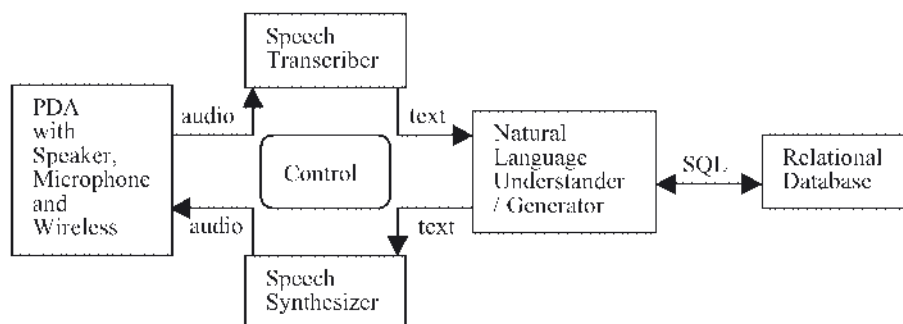 Speech
Transcriber
PDA
with
Speaker,
Microphone
and
Wireless
audio
text
Control
Natural
Language
Understander
/ Generator
SQL
Relational
Database
audio
text
Speech
Synthesizer